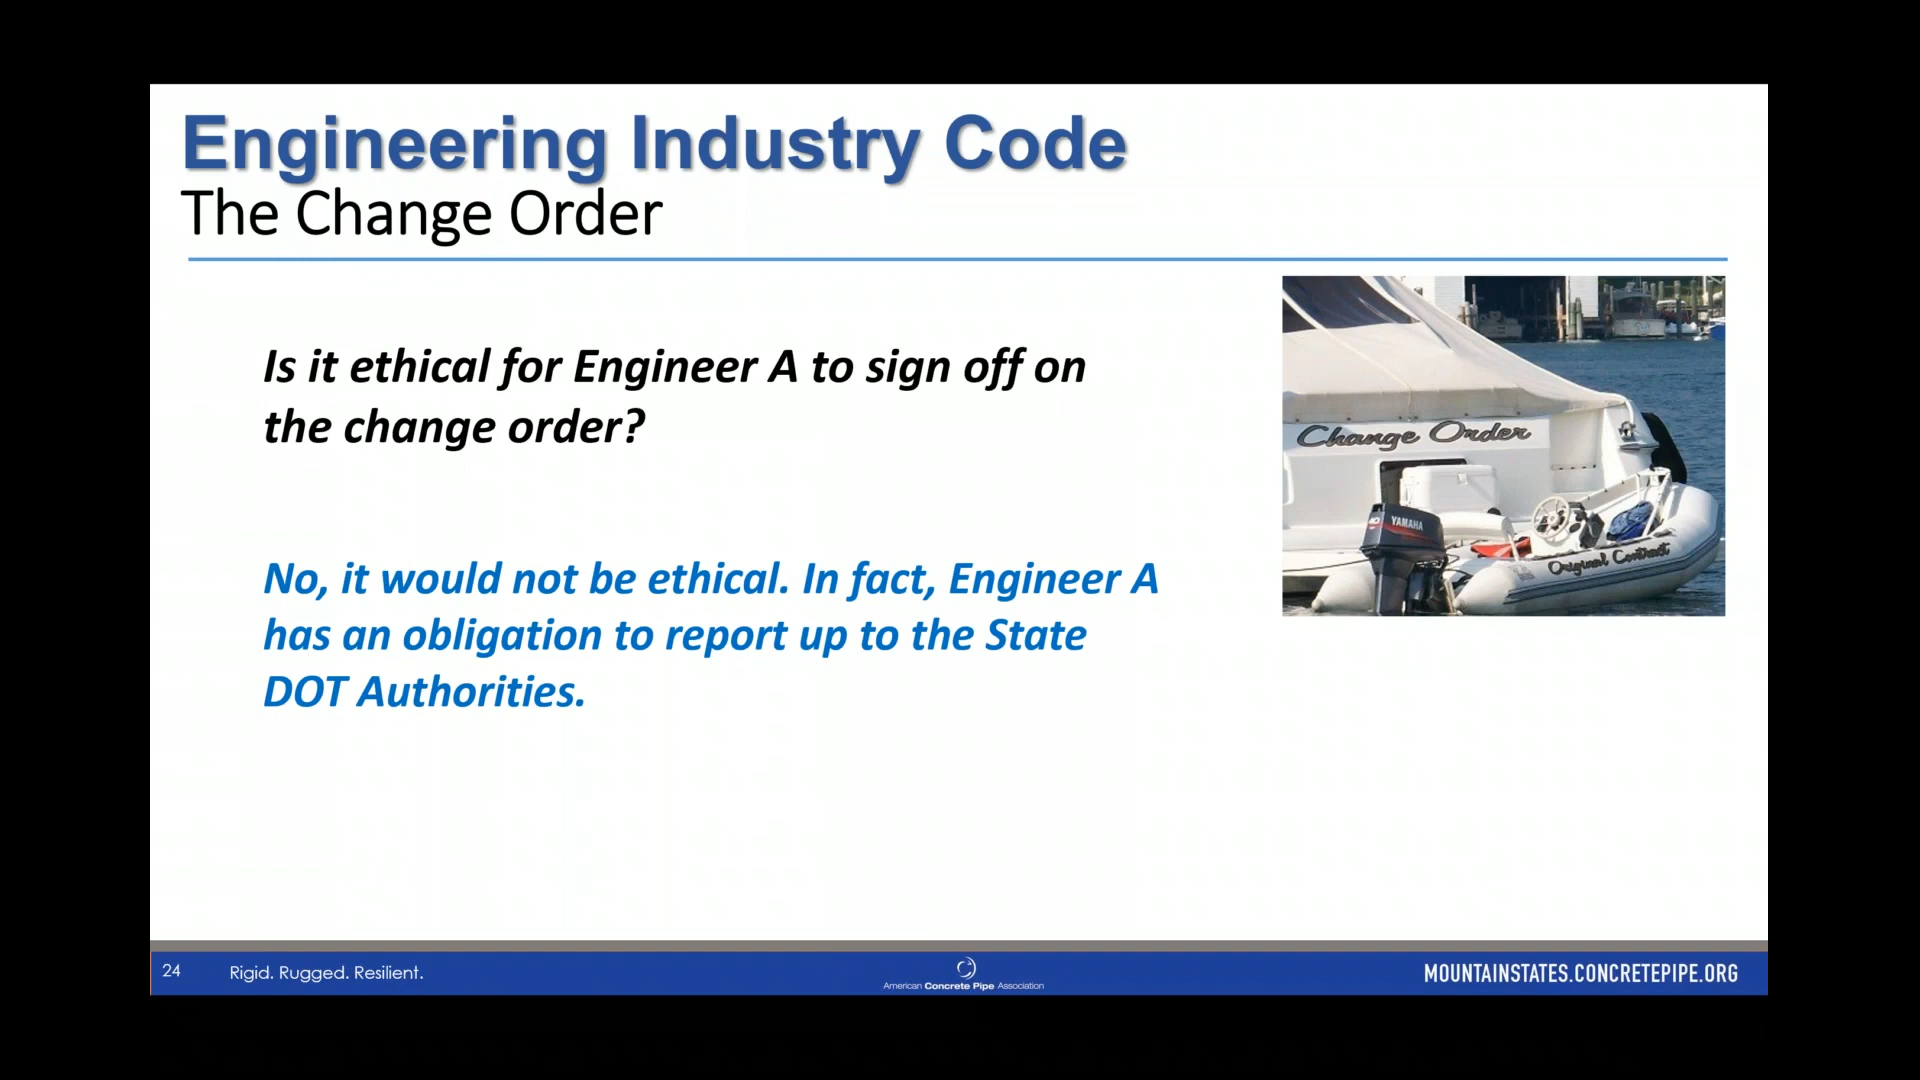 Engineering Industry Code
The Change Order
Is it ethical for Engineer A to sign off on
the change order?
No, it would not be ethical. In fact, Engineer A
has an obligation to report up to the State
DOT Authorities.
Change Order
YAMAHA
Original Contract
24
Rigid. Rugged. Resilient.
American Concrete Pipe Association
MOUNTAINSTATES.CONCRETEPIPE.ORG